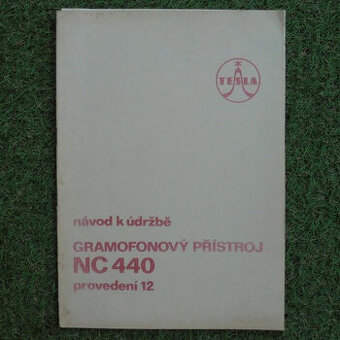 TESLA
návod k údržbě
GRAMOFONOVÝ PŘÍSTROJ
NC 440
provedení 12